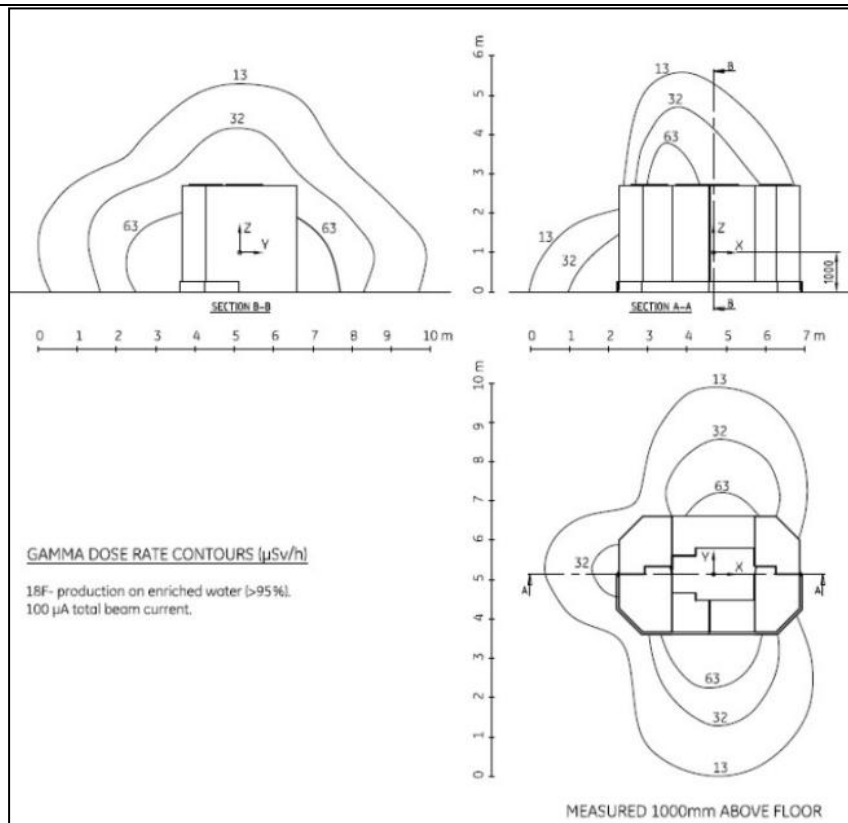 13
32
63
63
Z
Y
SECTION B-B
0 1 2 3 4 5 6 7 8 9 10 m
6 m
5
4
3
2
1
0
13
32
63
13
32
B
Z
X
1000
SECTION A-A
B
0 1 2 3 4 5 6 7 m
10 m
9
8
7
6
5
4
3
2
1
0
13
32
63
32
Y
X
A
A
63
32
13
GAMMA DOSE RATE CONTOURS (µSv/h)
18F- production on enriched water (>95%).
100 µA total beam current.
MEASURED 1000mm ABOVE FLOOR